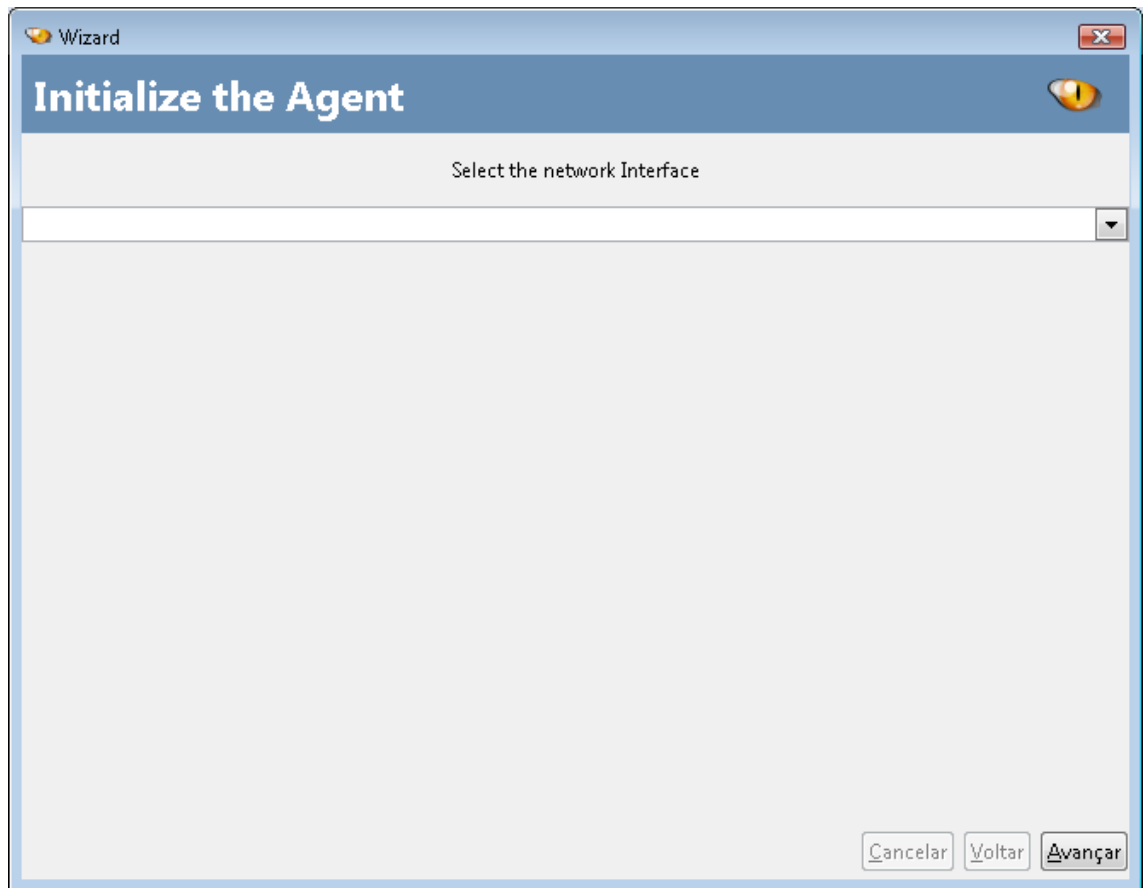 Wizard
Initialize the Agent
Select the network Interface
Cancelar Voltar Avançar